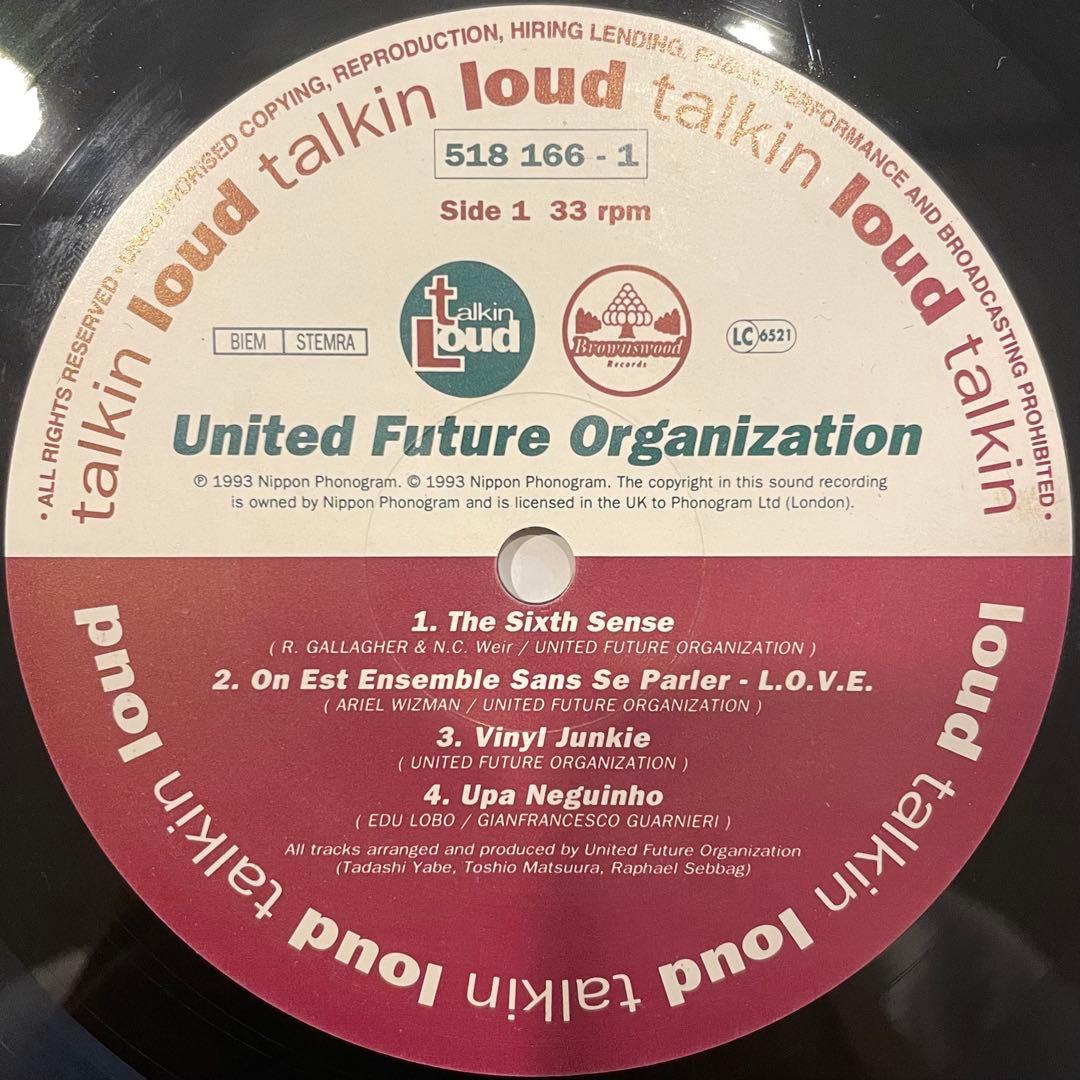 • ALL RIGHTS RESERVED • UNAUTHORISED COPYING, REPRODUCTION, HIRING LENDING, PUBLIC PERFORMANCE AND BROADCASTING PROHIBITED •
talkin loud talkin loud talkin loud talkin
518 166 - 1
Side 1 33 rpm
BIEM STEMRA
talkin Loud
Brownswood
Records
LC 6521
United Future Organization
℗ 1993 Nippon Phonogram. © 1993 Nippon Phonogram. The copyright in this sound recording
is owned by Nippon Phonogram and is licensed in the UK to Phonogram Ltd (London).
1. The Sixth Sense
( R. GALLAGHER & N.C. Weir / UNITED FUTURE ORGANIZATION )
2. On Est Ensemble Sans Se Parler - L.O.V.E.
( ARIEL WIZMAN / UNITED FUTURE ORGANIZATION )
3. Vinyl Junkie
( UNITED FUTURE ORGANIZATION )
4. Upa Neguinho
( EDU LOBO / GIANFRANCESCO GUARNIERI )
All tracks arranged and produced by United Future Organization
(Tadashi Yabe, Toshio Matsuura, Raphael Sebbag)
loud talkin loud talkin loud talkin loud